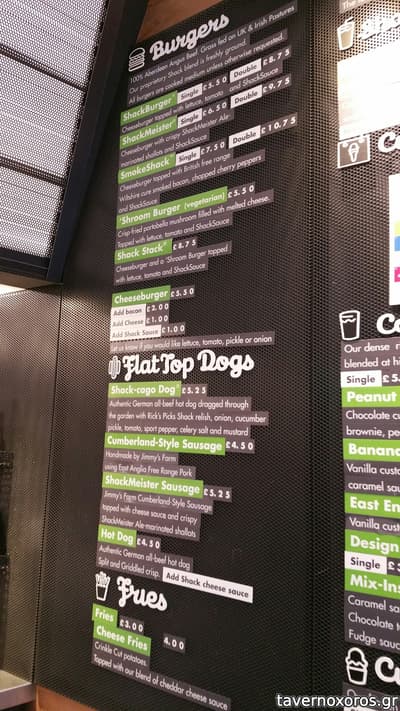 Burgers
100% Aberdeen Angus Beef. Grass fed on UK & Irish Pastures
Our proprietary Shack blend is freshly ground.
All burgers are cooked medium unless otherwise requested.
ShackBurger Single £5.50 Double £8.75
Cheeseburger topped with lettuce, tomato and ShackSauce
ShackMeister Single £6.50 Double £9.75
Cheeseburger with crispy ShackMeister Ale-
marinated shallots and ShackSauce
SmokeShack Single £7.50 Double £10.75
Cheeseburger topped with British free range
Wiltshire cure smoked bacon, chopped cherry peppers
and ShackSauce
'Shroom Burger (vegetarian) £5.50
Crisp-fried portobello mushroom filled with melted cheese.
Topped with lettuce, tomato and ShackSauce
Shack Stack £8.75
Cheeseburger and a 'Shroom Burger topped
with lettuce, tomato and ShackSauce
Cheeseburger £5.50
Add bacon £2.00
Add Cheese £1.00
Add Shack Sauce £1.00
Let us know if you would like lettuce, tomato, pickle or onion
Flat Top Dogs
Shack-cago Dog £5.25
Authentic German all-beef hot dog dragged through
the garden with Rick's Picks Shack relish, onion, cucumber
pickle, tomato, sport pepper, celery salt and mustard
Cumberland-Style Sausage £4.50
Handmade by Jimmy's Farm
using East Anglia Free Range Pork
ShackMeister Sausage £5.25
Jimmy's Farm Cumberland-Style Sausage
topped with cheese sauce and crispy
ShackMeister Ale-marinated shallots
Hot Dog £4.50
Authentic German all-beef hot dog
Split and Griddled crisp. Add Shack cheese sauce
Fries
Fries £3.00
Cheese Fries 4.00
Crinkle Cut potatoes.
Topped with our blend of cheddar cheese sauce
The
Our dense
blended at hi
Single £5.
Peanut
Chocolate cu
brownie, pe
Banana
Vanilla custa
caramel sau
East En
Vanilla custa
Design
Single £
Mix-Ins
Caramel sa
Chocolate t
Fudge sauc
tavernoxoros.gr